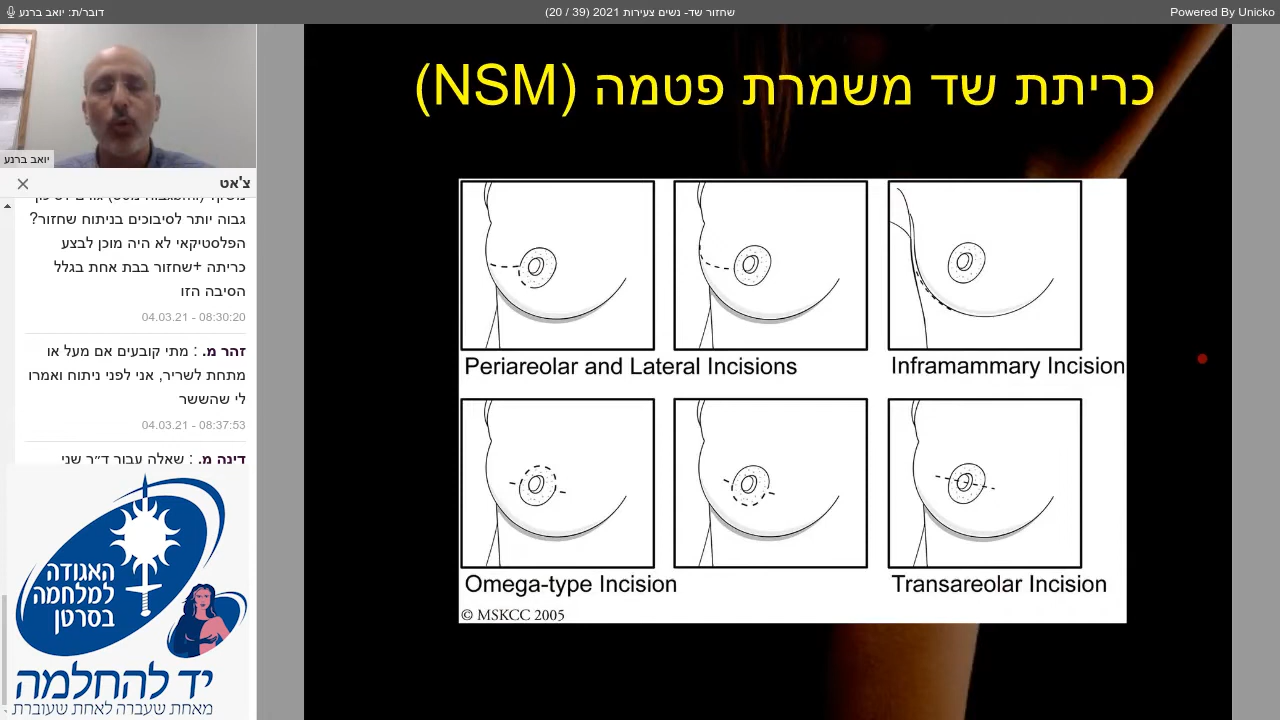 דובר/ת: יואב ברנע
שחזור שד- נשים צעירות 2021 (39 / 20)
Powered By Unicko
יואב ברנע
צ'אט
גבוה יותר לסיבוכים בניתוח שחזור?
הפלסטיקאי לא היה מוכן לבצע
כריתה +שחזור בבת אחת בגלל
הסיבה הזו
04.03.21 - 08:30:20
זהר מ. : מתי קובעים אם מעל או
מתחת לשריר, אני לפני ניתוח ואמרו
לי שהששר
04.03.21 - 08:37:53
דינה מ. : שאלה עבור ד״ר שני
האגודה
למלחמה
בסרטן
יד להחלמה
מאחת שעברה לאחת שעוברת
כריתת שד משמרת פטמה (NSM)
Periareolar and Lateral Incisions
Inframammary Incision
Omega-type Incision
Transareolar Incision
© MSKCC 2005